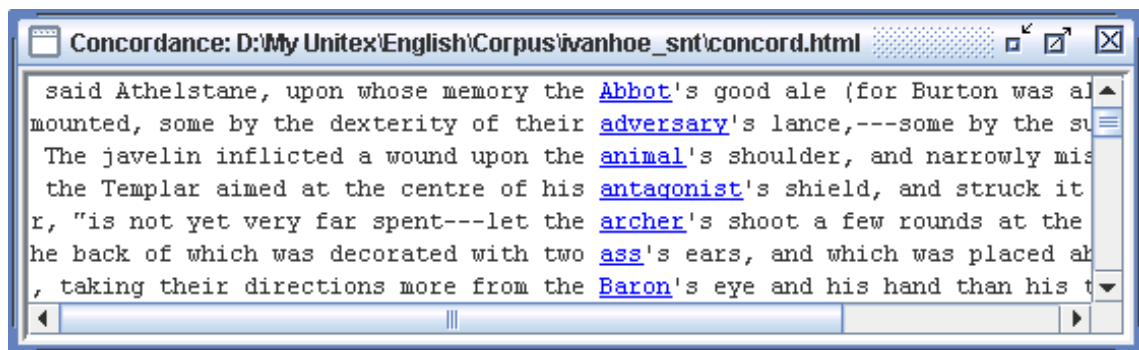 Concordance: D:\My Unitex\English\Corpus\ivanhoe_snt\concord.html
said Athelstane, upon whose memory the Abbot's good ale (for Burton was
mounted, some by the dexterity of their adversary's lance,---some by the
The javelin inflicted a wound upon the animal's shoulder, and narrowly
the Templar aimed at the centre of his antagonist's shield, and struck it
r, "is not yet very far spent---let the archer's shoot a few rounds at the
he back of which was decorated with two ass's ears, and which was placed
, taking their directions more from the Baron's eye and his hand than his